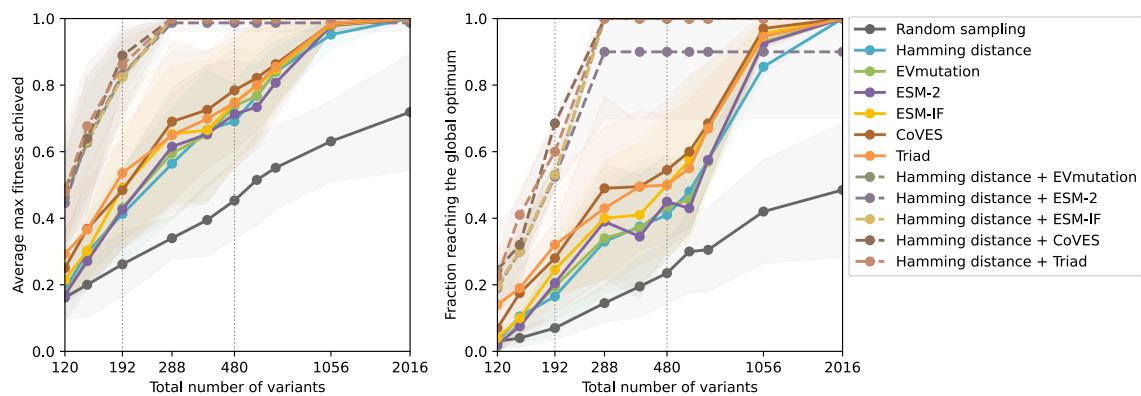 Average max fitness achieved
1.0
0.8
0.6
0.4
0.2
0.0
120
192
288
480
1056
2016
Total number of variants
Fraction reaching the global optimum
1.0
0.8
0.6
0.4
0.2
0.0
120
192
288
480
1056
2016
Total number of variants
Random sampling
Hamming distance
EVmutation
ESM-2
ESM-IF
CoVES
Triad
Hamming distance + EVmutation
Hamming distance + ESM-2
Hamming distance + ESM-IF
Hamming distance + CoVES
Hamming distance + Triad